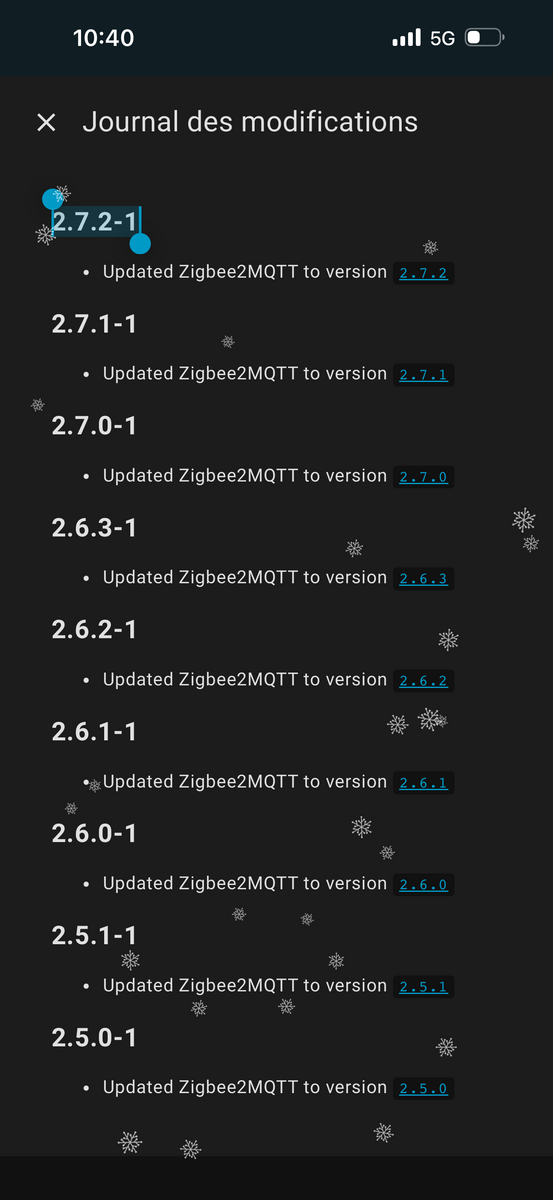 10:40
5G
Journal des modifications
2.7.2-1
• Updated Zigbee2MQTT to version 2.7.2
2.7.1-1
• Updated Zigbee2MQTT to version 2.7.1
2.7.0-1
• Updated Zigbee2MQTT to version 2.7.0
2.6.3-1
• Updated Zigbee2MQTT to version 2.6.3
2.6.2-1
• Updated Zigbee2MQTT to version 2.6.2
2.6.1-1
• Updated Zigbee2MQTT to version 2.6.1
2.6.0-1
• Updated Zigbee2MQTT to version 2.6.0
2.5.1-1
• Updated Zigbee2MQTT to version 2.5.1
2.5.0-1
• Updated Zigbee2MQTT to version 2.5.0